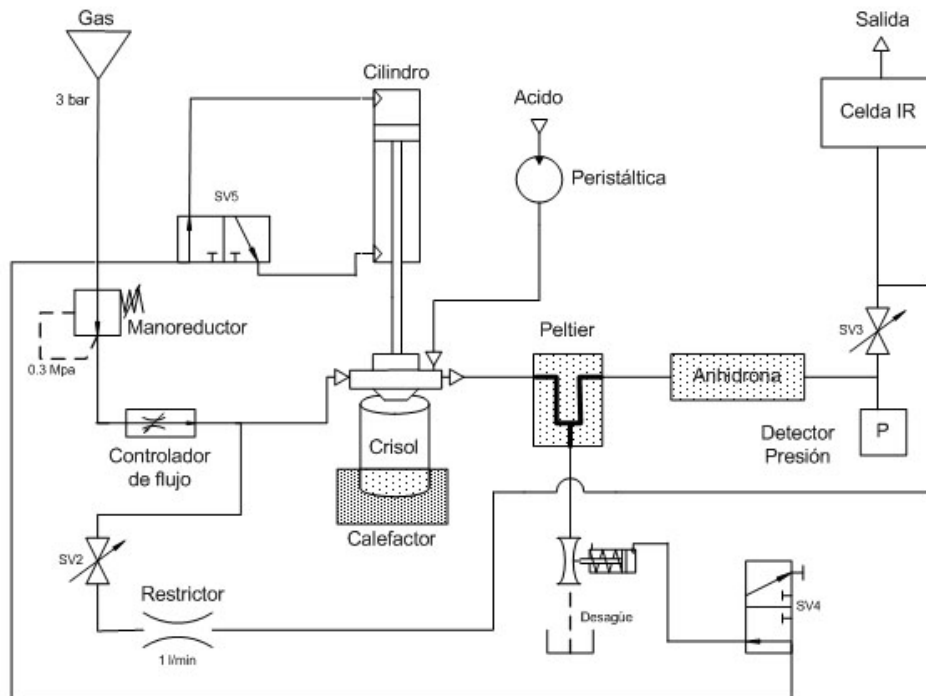 Gas
Salida
3 bar
Cilindro
Acido
Celda IR
Peristáltica
SV5
Manoreductor
0.3 Mpa
Peltier
SV3
Anhidrona
Crisol
Detector
Presión
P
Controlador
de flujo
Calefactor
SV2
Restrictor
1 l/min
Desagüe
SV4